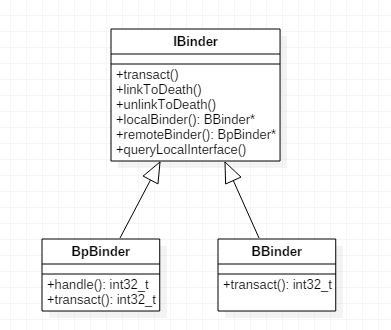 IBinder
+transact()
+linkToDeath()
+unlinkToDeath()
+localBinder(): BBinder*
+remoteBinder(): BpBinder*
+queryLocalInterface()
BpBinder
+handle(): int32_t
+transact(): int32_t
BBinder
+transact(): int32_t